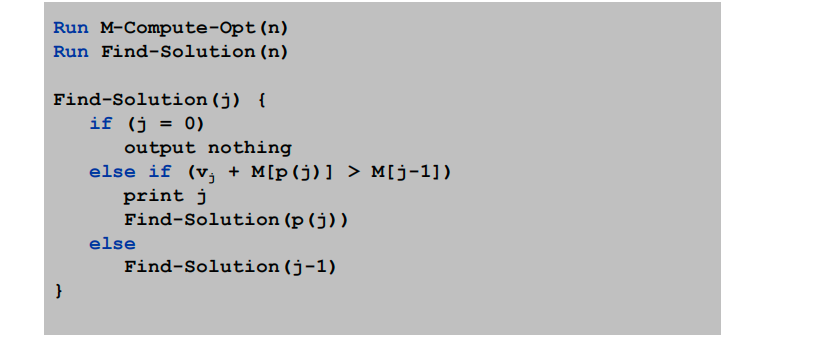 Run M-Compute-Opt(n)
Run Find-Solution(n)
Find-Solution(j) {
if (j = 0)
output nothing
else if (vj + M[p(j)] > M[j-1])
print j
Find-Solution(p(j))
else
Find-Solution(j-1)
}